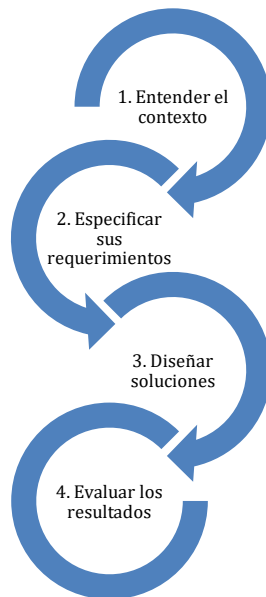 1. Entender el
contexto
2. Especificar
sus
requerimientos
3. Diseñar
soluciones
4. Evaluar los
resultados